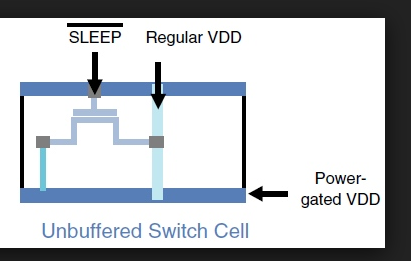 SLEEP
Regular VDD
Power-
gated VDD
Unbuffered Switch Cell